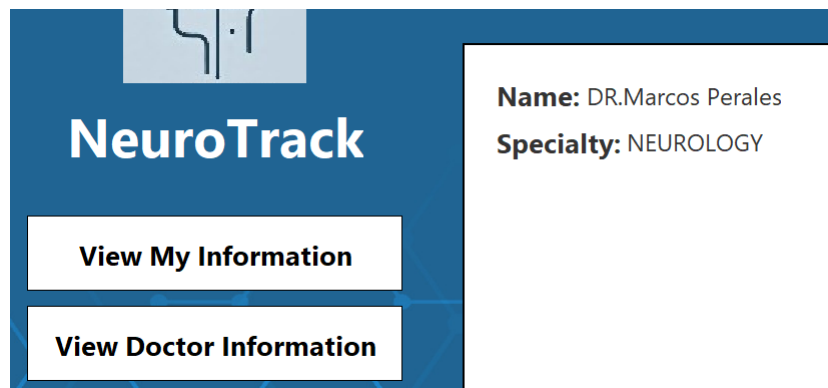 NeuroTrack
View My Information
View Doctor Information
Name: DR.Marcos Perales
Specialty: NEUROLOGY